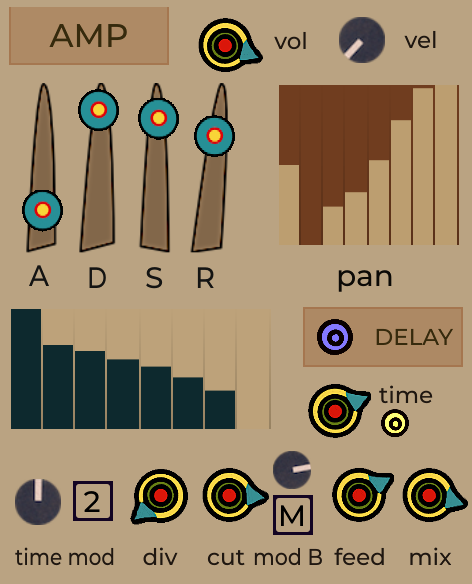 AMP vol vel
A D S R pan
DELAY
time
2 M
time mod div cut mod B feed mix